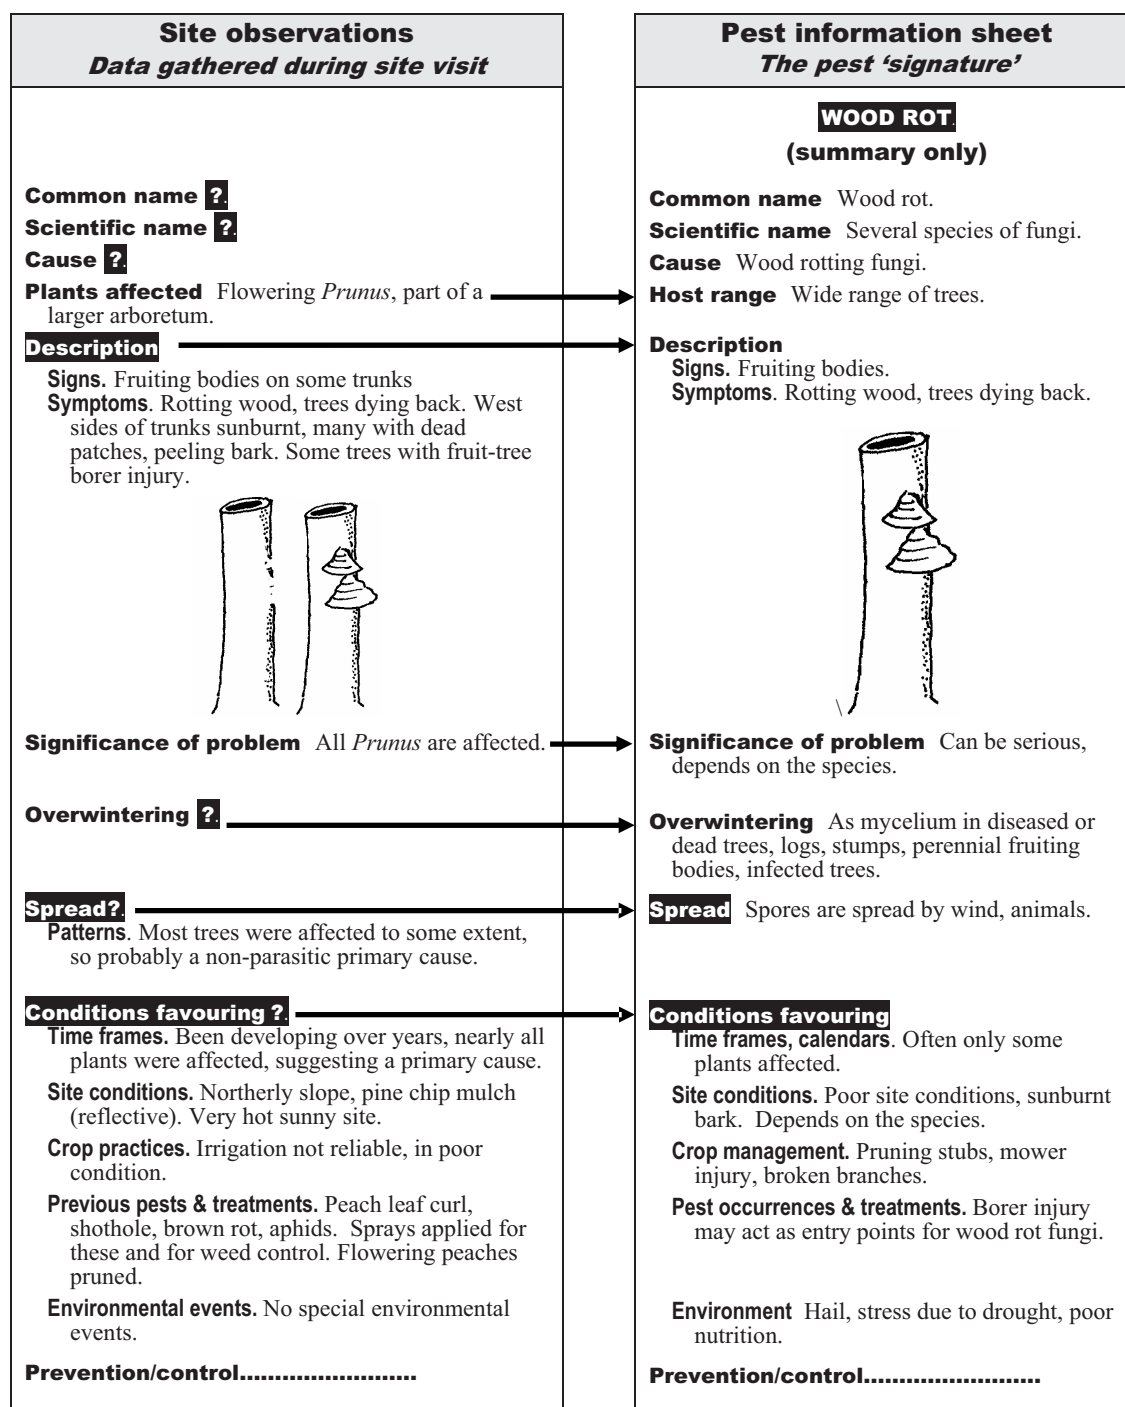 Site observations
Data gathered during site visit
Common name ?.
Scientific name ?.
Cause ?.
Plants affected Flowering Prunus, part of a
larger arboretum.
Description
Signs. Fruiting bodies on some trunks
Symptoms. Rotting wood, trees dying back. West
sides of trunks sunburnt, many with dead
patches, peeling bark. Some trees with fruit-tree
borer injury.
Significance of problem All Prunus are affected.
Overwintering ?.
Spread?.
Patterns. Most trees were affected to some extent,
so probably a non-parasitic primary cause.
Conditions favouring ?.
Time frames. Been developing over years, nearly all
plants were affected, suggesting a primary cause.
Site conditions. Northerly slope, pine chip mulch
(reflective). Very hot sunny site.
Crop practices. Irrigation not reliable, in poor
condition.
Previous pests & treatments. Peach leaf curl,
shothole, brown rot, aphids. Sprays applied for
these and for weed control. Flowering peaches
pruned.
Environmental events. No special environmental
events.
Prevention/control.........................
Pest information sheet
The pest ‘signature’
WOOD ROT.
(summary only)
Common name Wood rot.
Scientific name Several species of fungi.
Cause Wood rotting fungi.
Host range Wide range of trees.
Description
Signs. Fruiting bodies.
Symptoms. Rotting wood, trees dying back.
Significance of problem Can be serious,
depends on the species.
Overwintering As mycelium in diseased or
dead trees, logs, stumps, perennial fruiting
bodies, infected trees.
Spread Spores are spread by wind, animals.
Conditions favouring
Time frames, calendars. Often only some
plants affected.
Site conditions. Poor site conditions, sunburnt
bark. Depends on the species.
Crop management. Pruning stubs, mower
injury, broken branches.
Pest occurrences & treatments. Borer injury
may act as entry points for wood rot fungi.
Environment Hail, stress due to drought, poor
nutrition.
Prevention/control.........................